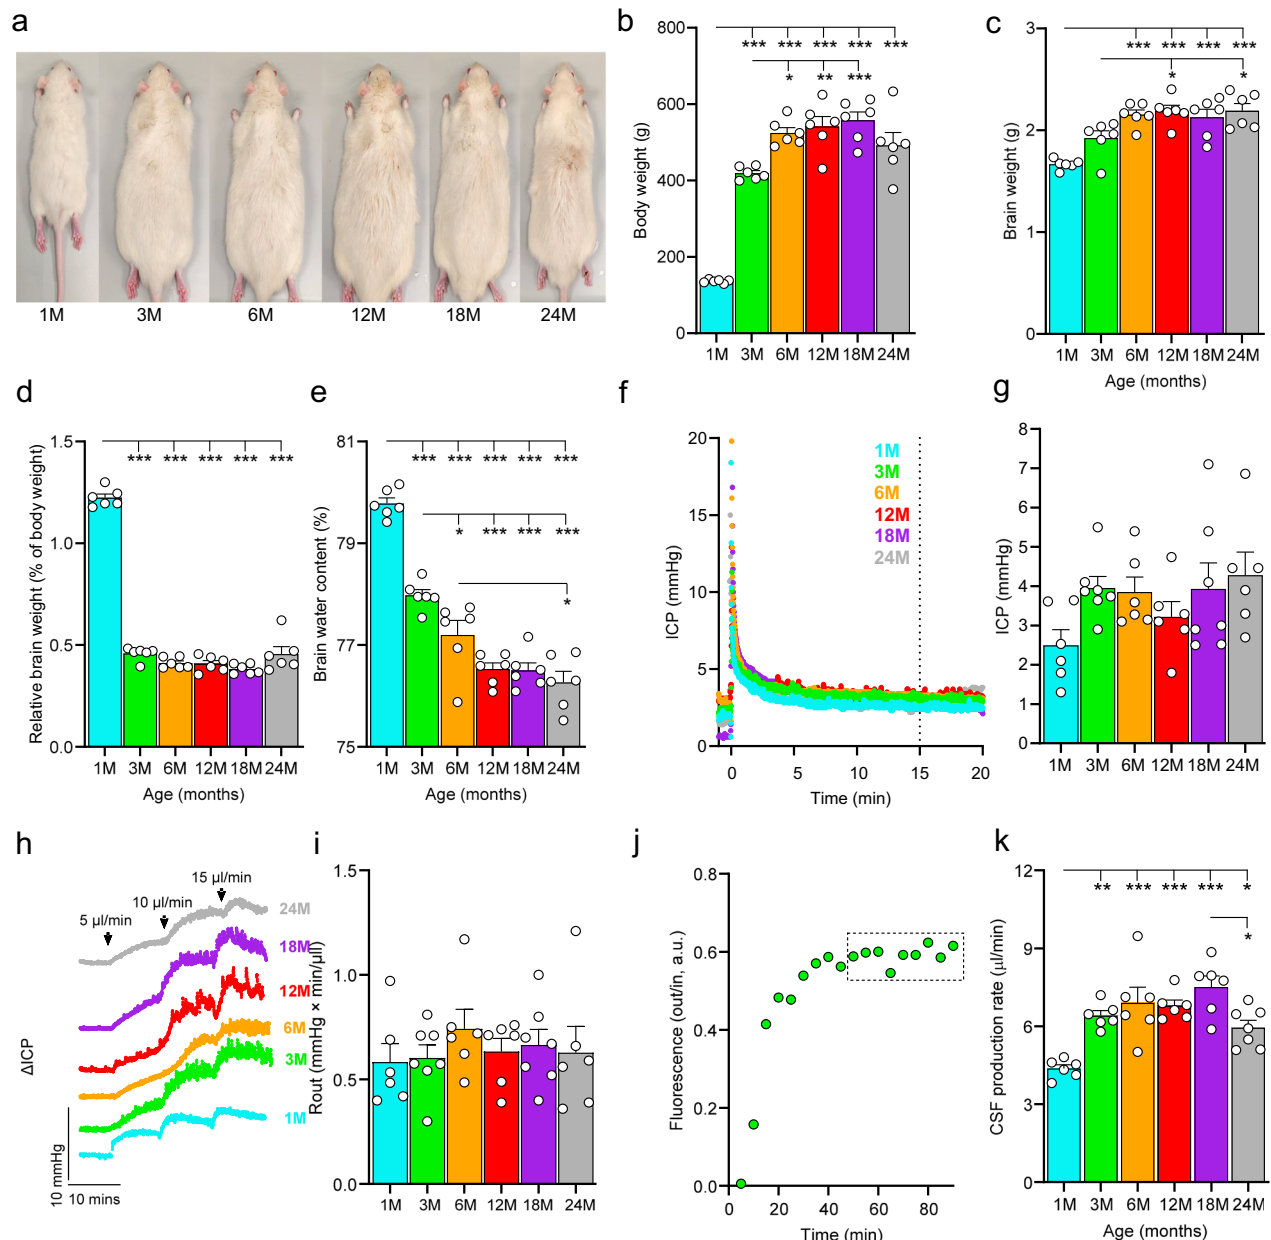 a
1M 3M 6M 12M 18M 24M
b
Body weight (g)
800
600
400
200
0
*** *** *** *** ***
* ** ***
1M 3M 6M 12M 18M 24M
c
Brain weight (g)
3
2
1
0
*** *** *** ***
* *
1M 3M 6M 12M 18M 24M
Age (months)
d
Relative brain weight (% of body weight)
1.5
1.0
0.5
0.0
*** *** *** *** ***
1M 3M 6M 12M 18M 24M
Age (months)
e
Brain water content (%)
81
79
77
75
*** *** *** *** ***
* *** *** ***
*
1M 3M 6M 12M 18M 24M
Age (months)
f
ICP (mmHg)
20
15
10
5
0
1M
3M
6M
12M
18M
24M
0 5 10 15 20
Time (min)
g
ICP (mmHg)
8
7
6
5
4
3
2
1
0
1M 3M 6M 12M 18M 24M
h
ΔICP
5 µl/min
10 µl/min
15 µl/min
24M
18M
12M
6M
3M
1M
10 mmHg
10 mins
i
Rout (mmHg × min/µl)
1.5
1.0
0.5
0.0
1M 3M 6M 12M 18M 24M
j
Fluorescence (out/in, a.u.)
0.8
0.6
0.4
0.2
0.0
0 20 40 60 80
Time (min)
k
CSF production rate (µl/min)
12
9
6
3
0
** *** *** *** *
*
1M 3M 6M 12M 18M 24M
Age (months)